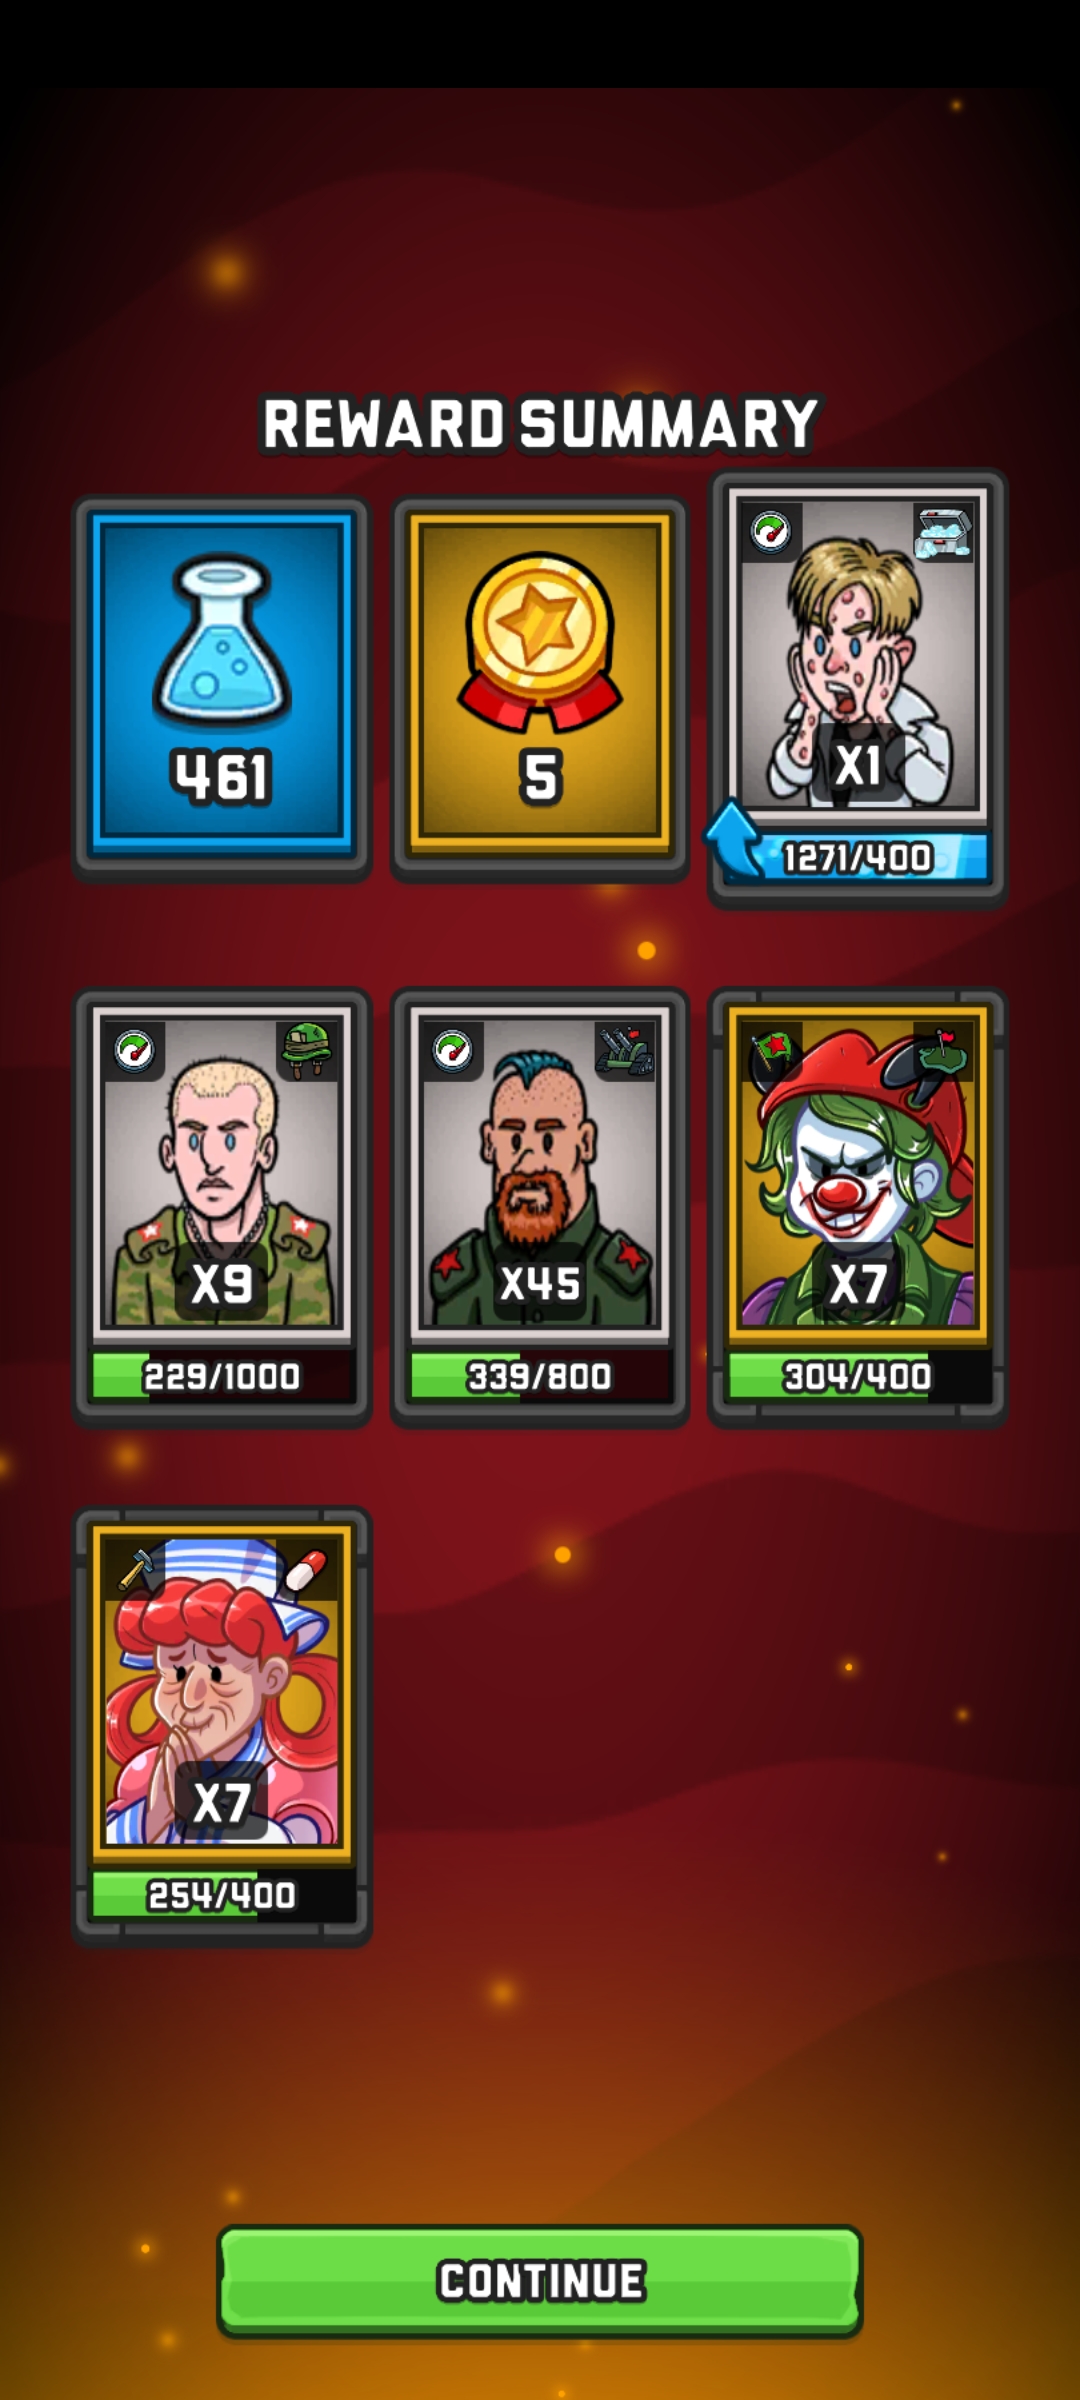 REWARD SUMMARY
461
5
X1
1271/400
X9
229/1000
X45
339/800
X7
304/400
X7
254/400
CONTINUE